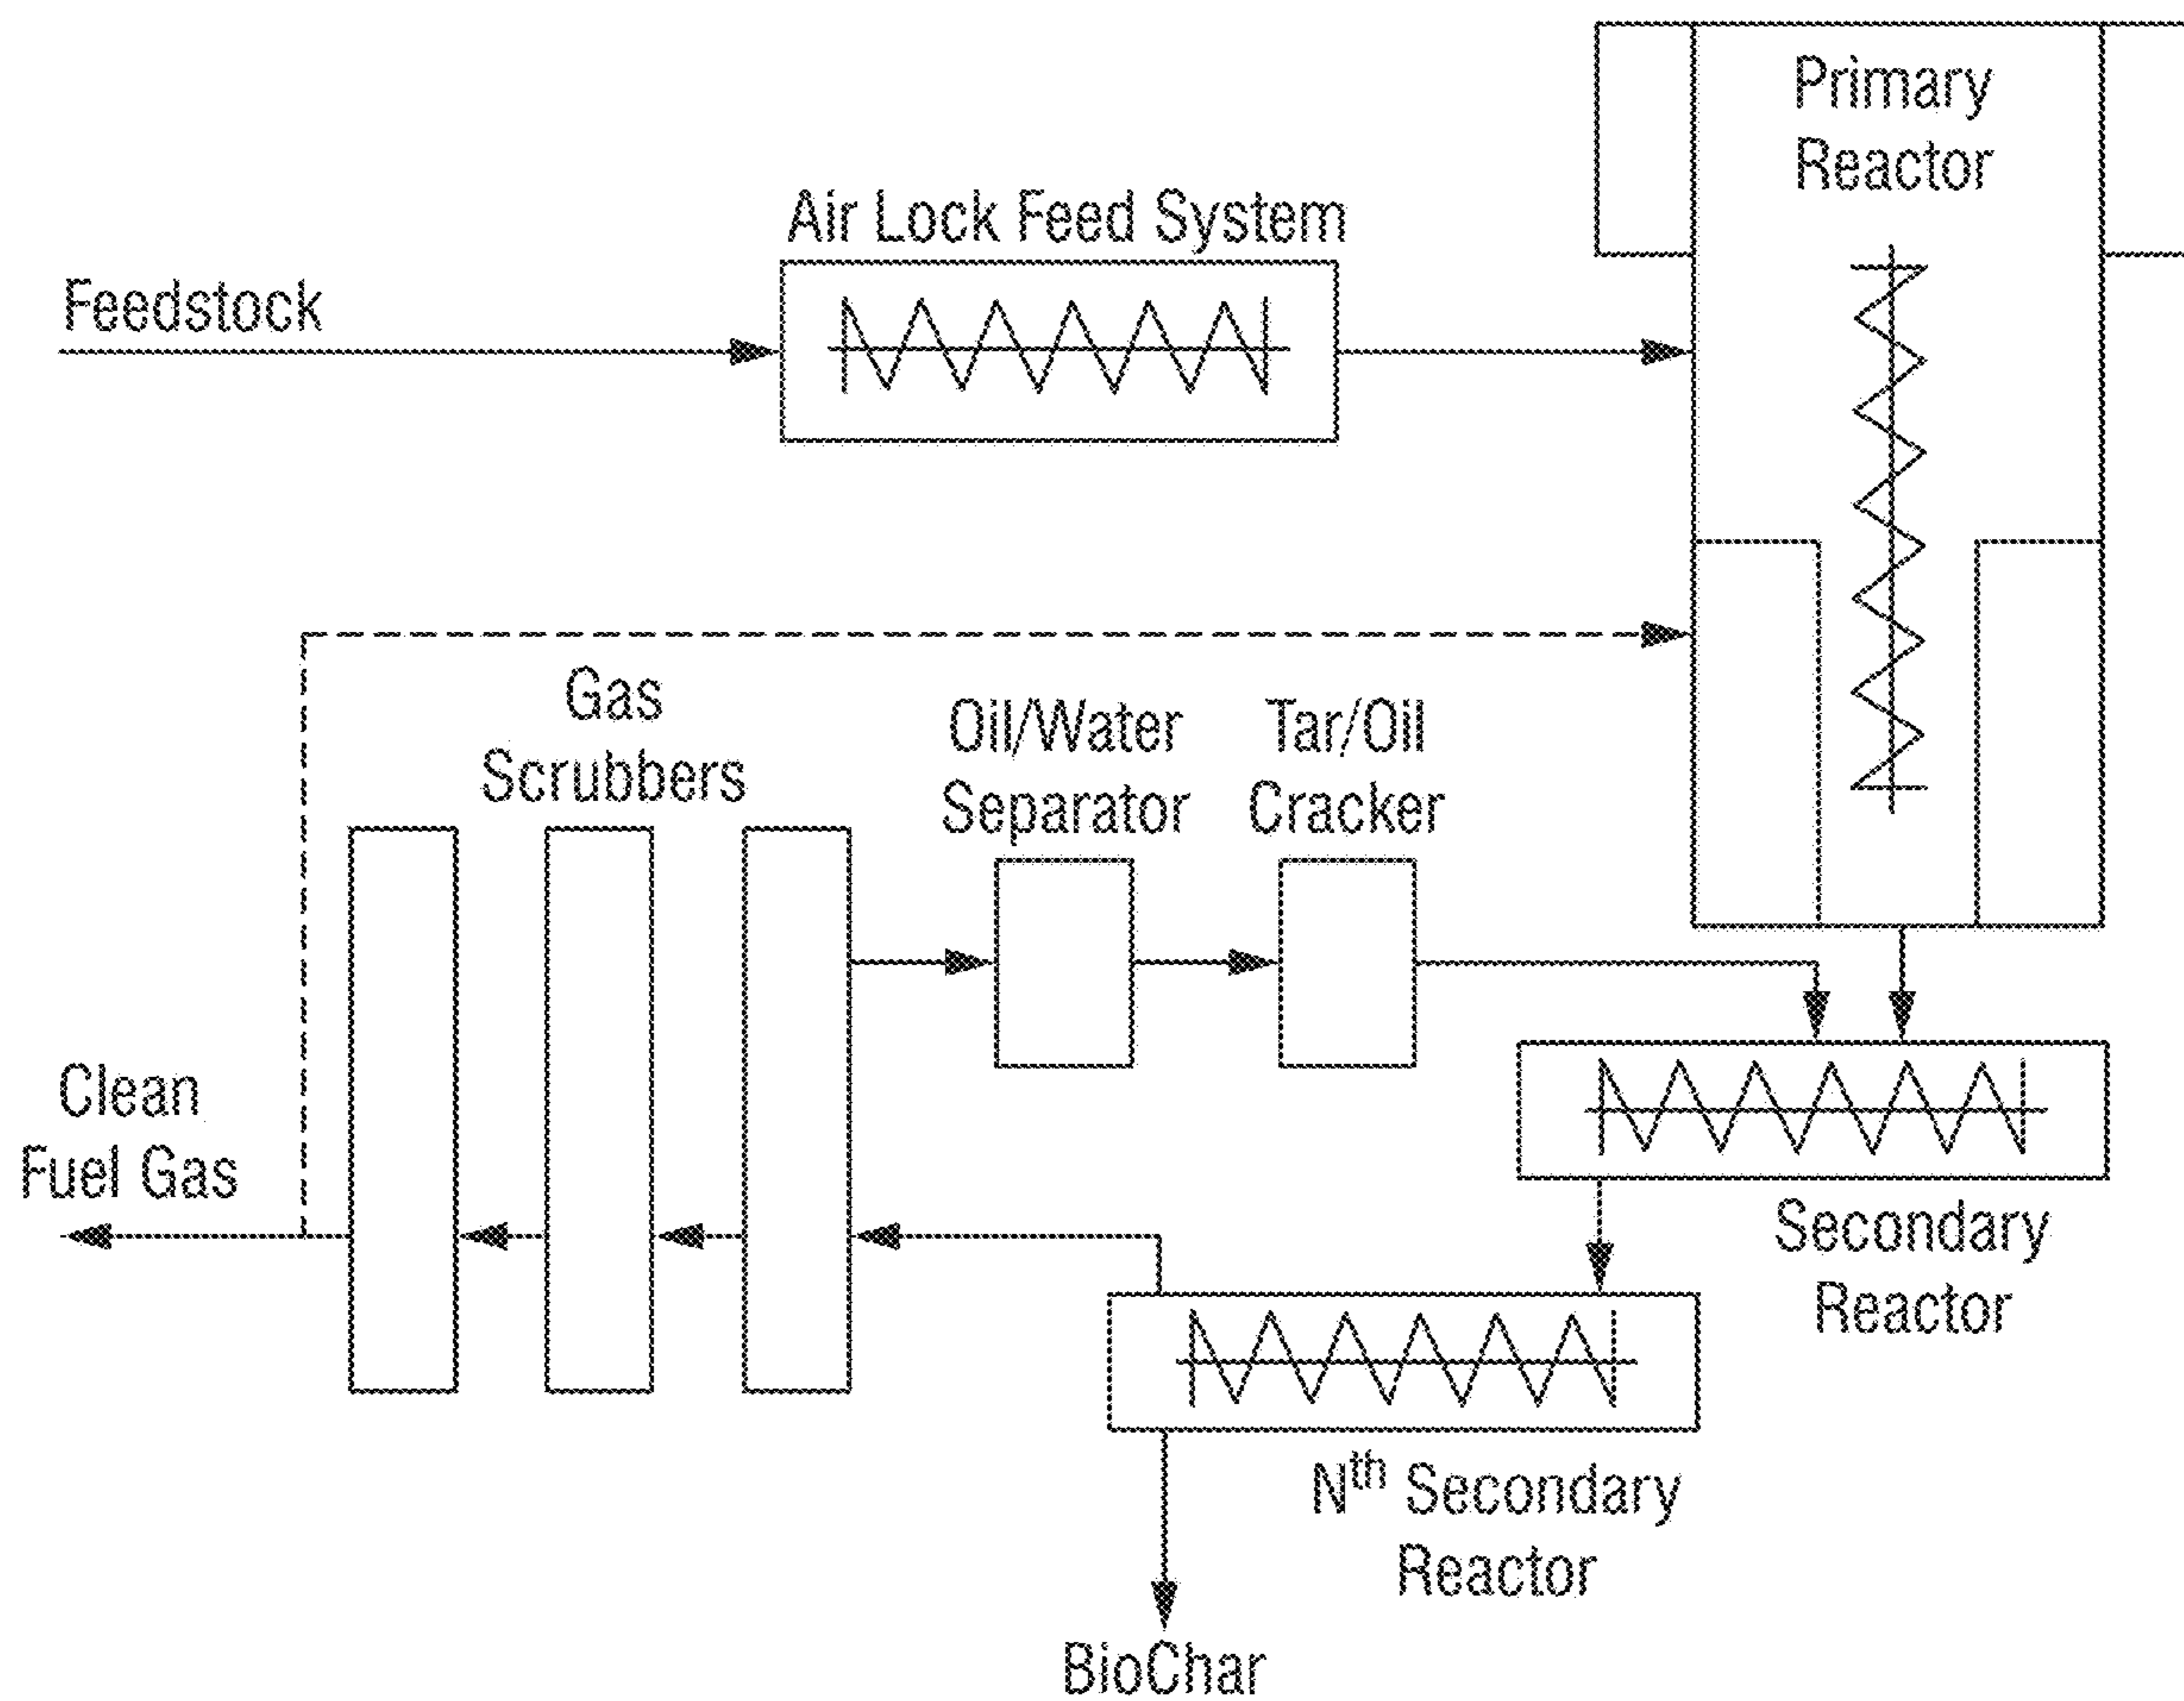 Primary
Reactor
Air Lock Feed System
Feedstock
Gas
Scrubbers
Oil/Water
Separator
Tar/Oil
Cracker
Clean
Fuel Gas
Secondary
Reactor
Nth Secondary
Reactor
BioChar